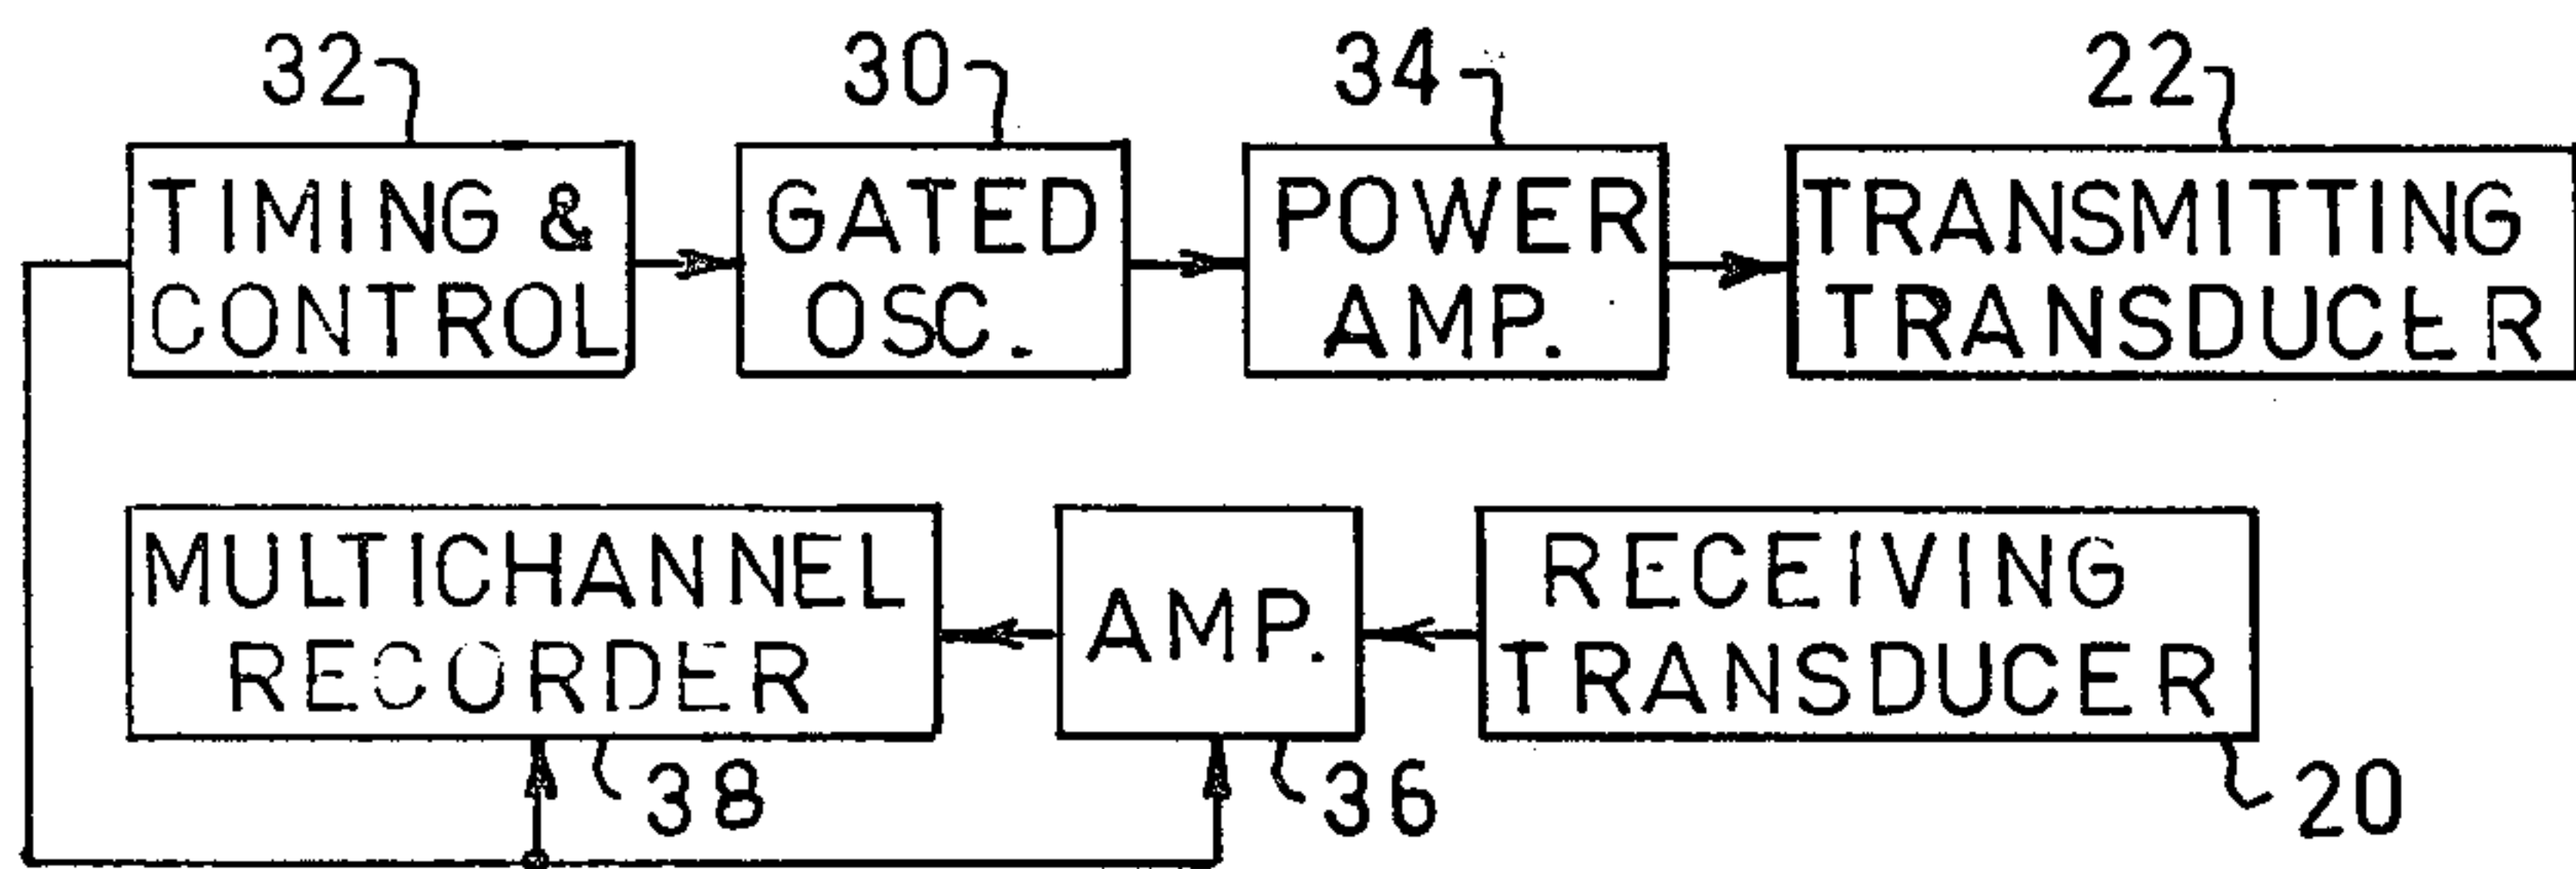 32
30
34
22
TIMING &
CONTROL
GATED
OSC.
POWER
AMP.
TRANSMITTING
TRANSDUCER
MULTICHANNEL
RECORDER
AMP.
RECEIVING
TRANSDUCER
38
36
20